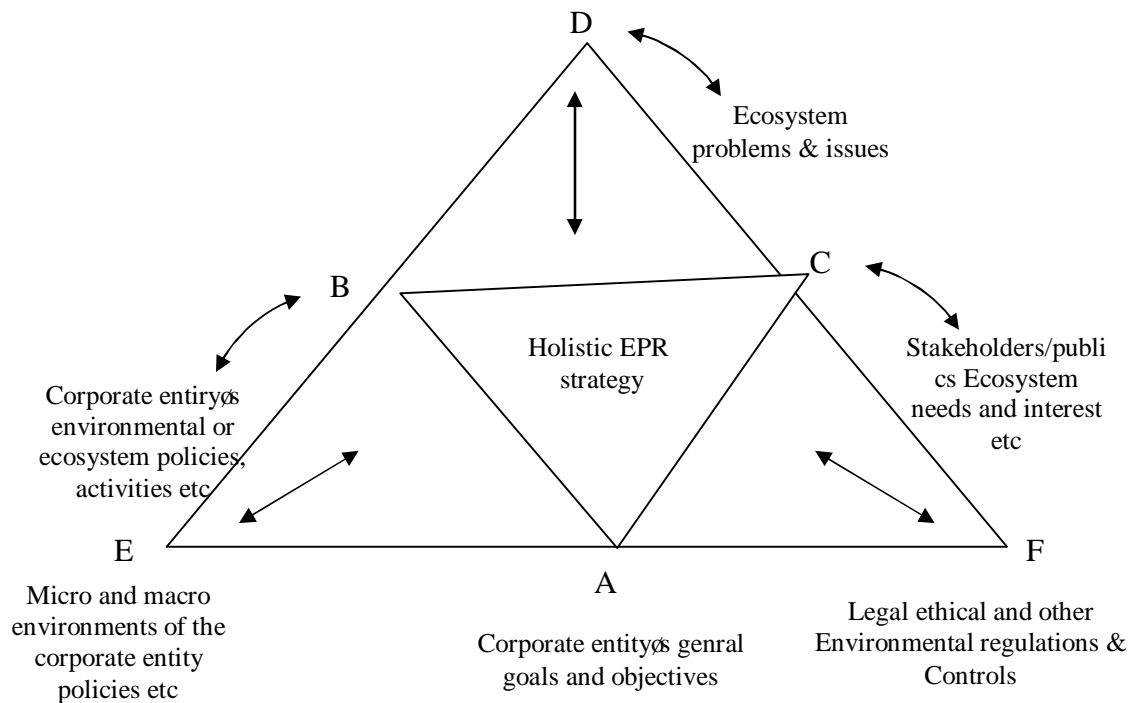 D
Ecosystem
problems & issues
C
B
Holistic EPR
strategy
Stakeholders/publi
cs Ecosystem
needs and interest
etc
Corporate entiryøs
environmental or
ecosystem policies,
activities etc
E
F
A
Micro and macro
environments of the
corporate entity
policies etc
Corporate entityøs genral
goals and objectives
Legal ethical and other
Environmental regulations &
Controls